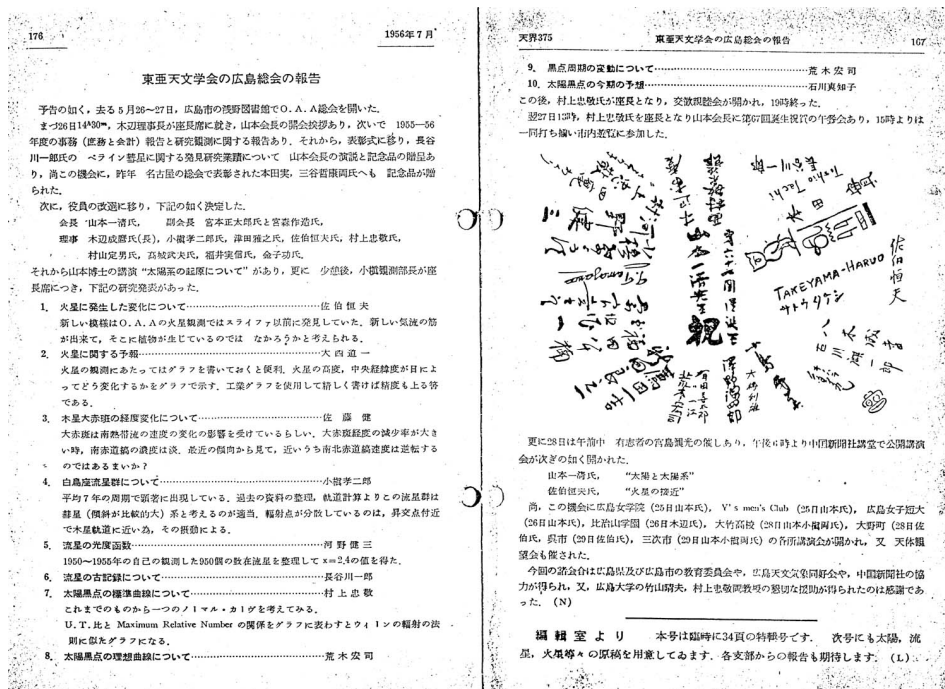 176
1956年7月
東亜天文学会の広島総会の報告
予告の如く，去る5月26～27日，広島市の浅野図書館でO．A．A総会を開いた．
まづ26日14h30m，木辺理事長が座長席に就き，山本会長の開会挨拶あり，次いで 1955—56
年度の事務（庶務と会計）報告と研究観測に関する報告あり．それから，表彰式に移り，長谷
川一郎氏の ペライン彗星に関する発見研究業蹟について 山本会長の演説と記念品の贈呈あ
り，尚この機会に，昨年 名古屋の総会で表彰された本田実，三谷哲康両氏へも 記念品が贈
られた．
次に，役員の改選に移り，下記の如く決定した．
会長 山本一清氏， 副会長 宮本正太郎氏と宮森作造氏，
理事 木辺成麿氏(長)，小槇孝二郎氏，薄田雅之氏，佐伯恒夫氏，村上忠敬氏，
村山定男氏，高城武夫氏，福井実信氏，金子功氏．
それから山本博士の講演 “太陽系の起原について” があり，更に 少憩後，小槇観測部長が座
長席につき，下記の研究発表があった．
1． 火星に発生した変化について………………………………佐伯恒夫
新しい模様はO．A．Aの火星観測ではスライファ以前に発見していた．新しい気流の筋
が出来て，そこに植物が生じているのでは なかろうかと考えられる．
2． 火星に関する予報………………………………大西道一
火星の観測にあたってはグラフを書いておくと便利．火星の高度，中央経緯度が日によ
ってどう変化するかをグラフで示す．工業グラフを使用して精しく書けば精度も上る答
である．
3． 木星大赤斑の経度変化について………………………………佐藤 健
大赤斑は南熱帯流の速度の変化の影響を受けているらしい．大赤斑経度の減少率が大き
い時，南赤道縞の濃度は淡．最近の傾向から見て，近いうち南北赤道縞速度は逆転する
のではあるまいか？
4． 白鳥座流星群について………………………………小槇孝二郎
平均7年の周期で顕著に出現している．過去の資料の整理，軌道計算よりこの流星群は
彗星（傾斜が比較的大）系と考えるのが適当．輻射点が分散しているのは，昇交点付近
で木星軌道に近い為，その摂動による．
5． 流星の光度函数………………………………河野健三
1950～1955年の自己の観測した950個の散在流星を整理して x=2.4の値を得た．
6． 流星の古記録について………………………………長谷川一郎
7． 太陽黒点の標準曲線について………………………………村上忠敬
これまでのものから一つのノーマル・カーヴを考えてみる．
U．T．比と Maximum Relative Number の関係をグラフに表わすとウィーンの輻射の法
則に似たグラフになる．
8． 太陽黒点の理想曲線について………………………………荒木宏司
天界375
東亜天文学会の広島総会の報告
167
9． 黒点周期の変動について………………………………荒木宏司
10． 太陽黒点の今期の予想………………………………石川真知子
この後，村上忠敬氏が座長となり，交歓親睦会が開かれ，19時終った．
翌27日13時，村上忠敬氏を座長となり山本会長に第67回誕生祝賀の午餐会あり，15時よりは
一同打ち揃い市内遊覧に参加した．
長谷川一郎
Toshio Tachi
本田 実
佐伯恒夫
TAKEYAMA-HARUO
サトウタケシ
山本一清先生
祝
更に28日は午前中 有志者の宮島観光の催しあり，午後6時より中国新聞社講堂で公開講演
会が次ぎの如く開かれた．
山本一清氏， “太陽と太陽系”
佐伯恒夫氏， “火星の接近”
尚，この機会に広島女学院（25日山本氏），V's men's Club（25日山本氏），広島女子短大
（26日山本氏），比治山学園（26日木辺氏），大竹高校（28日山本小槇両氏），大野町（28日佐
伯氏，呉市（29日佐伯氏），三次市（29日山本小槇両氏）の各所講演会が開かれ，又 天体観
望会も催された．
今回の諸会合は広島県及び広島市の教育委員会や，広島天文気象同好会や，中国新聞社の協
力が得られ，又，広島大学の竹山晴夫，村上忠敬両教授の懇切な援助が得られたのは感謝であ
った．（N）
編輯室より 本号は臨時に34頁の特輯号です． 次号にも太陽，流
星，火星等々の原稿を用意してゐます．各支部からの報告も期待します．（L）